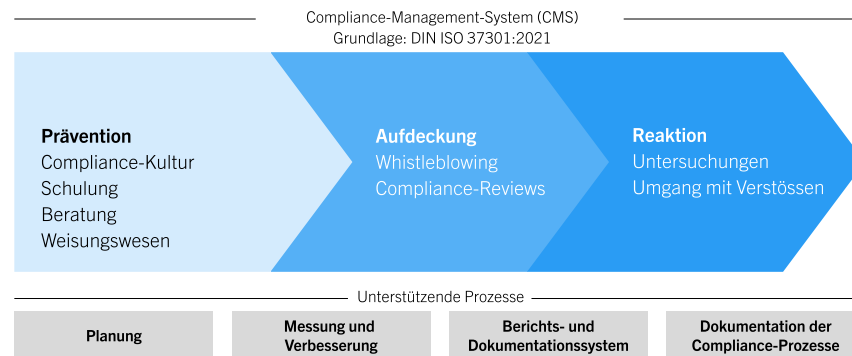 Compliance-Management-System (CMS)
Grundlage: DIN ISO 37301:2021
Prävention
Compliance-Kultur
Schulung
Beratung
Weisungswesen
Aufdeckung
Whistleblowing
Compliance-Reviews
Reaktion
Untersuchungen
Umgang mit Verstössen
Unterstützende Prozesse
Planung
Messung und
Verbesserung
Berichts- und
Dokumentationssystem
Dokumentation der
Compliance-Prozesse